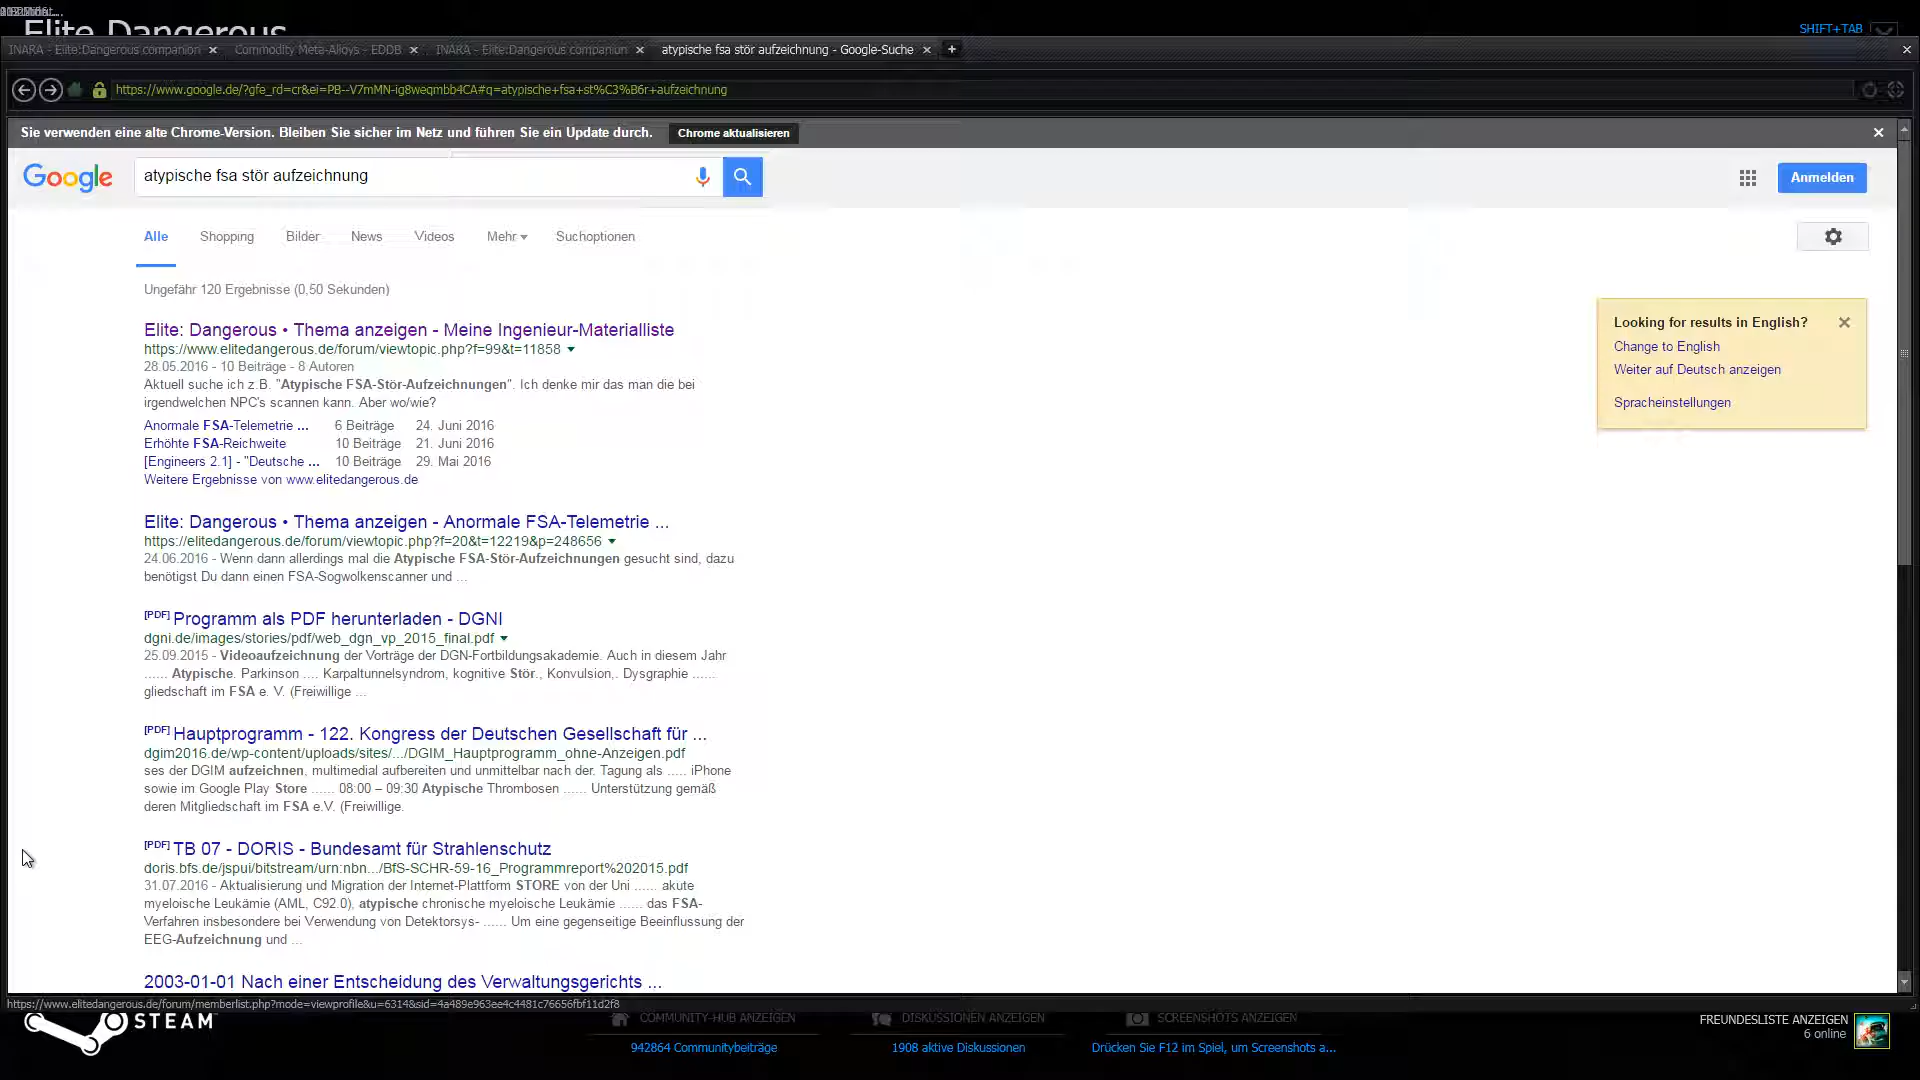 Elite Dangerous
SHIFT+TAB
INARA - Elite:Dangerous companion
Commodity Meta-Alloys - EDDB
INARA - Elite:Dangerous companion
atypische fsa stör aufzeichnung - Google-Suche
https://www.google.de/?gfe_rd=cr&ei=PB--V7mMN-ig8weqmbb4CA#q=atypische+fsa+st%C3%B6r+aufzeichnung
Sie verwenden eine alte Chrome-Version. Bleiben Sie sicher im Netz und führen Sie ein Update durch.
Chrome aktualisieren
Google
atypische fsa stör aufzeichnung
Anmelden
Alle Shopping Bilder News Videos Mehr Suchoptionen
Ungefähr 120 Ergebnisse (0,50 Sekunden)
Looking for results in English?
Change to English
Weiter auf Deutsch anzeigen
Spracheinstellungen
Elite: Dangerous • Thema anzeigen - Meine Ingenieur-Materialliste
https://www.elitedangerous.de/forum/viewtopic.php?f=99&t=11858
28.05.2016 - 10 Beiträge - 8 Autoren
Aktuell suche ich z.B. "Atypische FSA-Stör-Aufzeichnungen". Ich denke mir das man die bei
irgendwelchen NPC's scannen kann. Aber wo/wie?
Anormale FSA-Telemetrie ... 6 Beiträge 24. Juni 2016
Erhöhte FSA-Reichweite 10 Beiträge 21. Juni 2016
[Engineers 2.1] - "Deutsche ... 10 Beiträge 29. Mai 2016
Weitere Ergebnisse von www.elitedangerous.de
Elite: Dangerous • Thema anzeigen - Anormale FSA-Telemetrie ...
https://elitedangerous.de/forum/viewtopic.php?f=20&t=12219&p=248656
24.06.2016 - Wenn dann allerdings mal die Atypische FSA-Stör-Aufzeichnungen gesucht sind, dazu
benötigst Du dann einen FSA-Sogwolkenscanner und ...
[PDF] Programm als PDF herunterladen - DGNI
dgni.de/images/stories/pdf/web_dgn_vp_2015_final.pdf
25.09.2015 - Videoaufzeichnung der Vorträge der DGN-Fortbildungsakademie. Auch in diesem Jahr
...... Atypische. Parkinson .... Karpaltunnelsyndrom, kognitive Stör., Konvulsion,. Dysgraphie ......
gliedschaft im FSA e. V. (Freiwillige ...
[PDF] Hauptprogramm - 122. Kongress der Deutschen Gesellschaft für ...
dgim2016.de/wp-content/uploads/sites/.../DGIM_Hauptprogramm_ohne-Anzeigen.pdf
ses der DGIM aufzeichnen, multimedial aufbereiten und unmittelbar nach der. Tagung als ..... iPhone
sowie im Google Play Store ...... 08:00 – 09:30 Atypische Thrombosen ...... Unterstützung gemäß
deren Mitgliedschaft im FSA e.V. (Freiwillige.
[PDF] TB 07 - DORIS - Bundesamt für Strahlenschutz
doris.bfs.de/jspui/bitstream/urn:nbn.../BfS-SCHR-59-16_Programmreport%202015.pdf
31.07.2016 - Aktualisierung und Migration der Internet-Plattform STORE von der Uni ...... akute
myeloische Leukämie (AML, C92.0), atypische chronische myeloische Leukämie ...... das FSA-
Verfahren insbesondere bei Verwendung von Detektorsys- ...... Um eine gegenseitige Beeinflussung der
EEG-Aufzeichnung und ...
2003-01-01 Nach einer Entscheidung des Verwaltungsgerichts ...
https://www.elitedangerous.de/forum/memberlist.php?mode=viewprofile&u=6314&sid=4a489e963ee4c4481c76656fbf11d2f8
STEAM
COMMUNITY-HUB ANZEIGEN
942864 Communitybeiträge
DISKUSSIONEN ANZEIGEN
1908 aktive Diskussionen
SCREENSHOTS ANZEIGEN
Drücken Sie F12 im Spiel, um Screenshots a...
FREUNDESLISTE ANZEIGEN
6 online